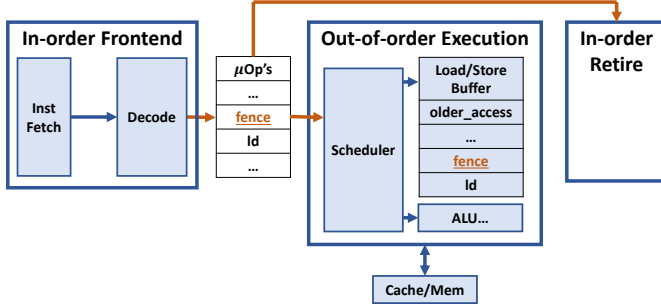 In-order Frontend
Inst
Fetch
Decode
μOp's
...
fence
ld
...
Out-of-order Execution
Scheduler
Load/Store
Buffer
older_access
...
fence
ld
ALU...
Cache/Mem
In-order
Retire